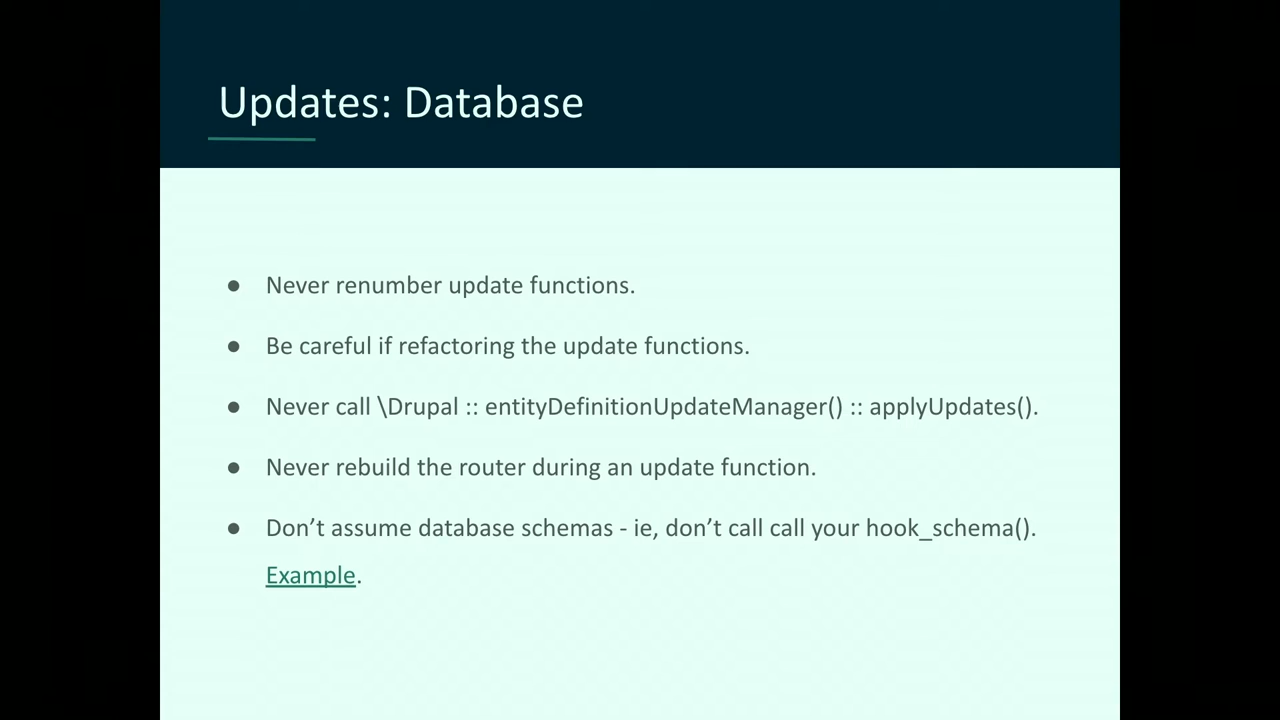 Updates: Database
● Never renumber update functions.
● Be careful if refactoring the update functions.
● Never call \Drupal :: entityDefinitionUpdateManager() :: applyUpdates().
● Never rebuild the router during an update function.
● Don’t assume database schemas - ie, don’t call call your hook_schema().
Example.